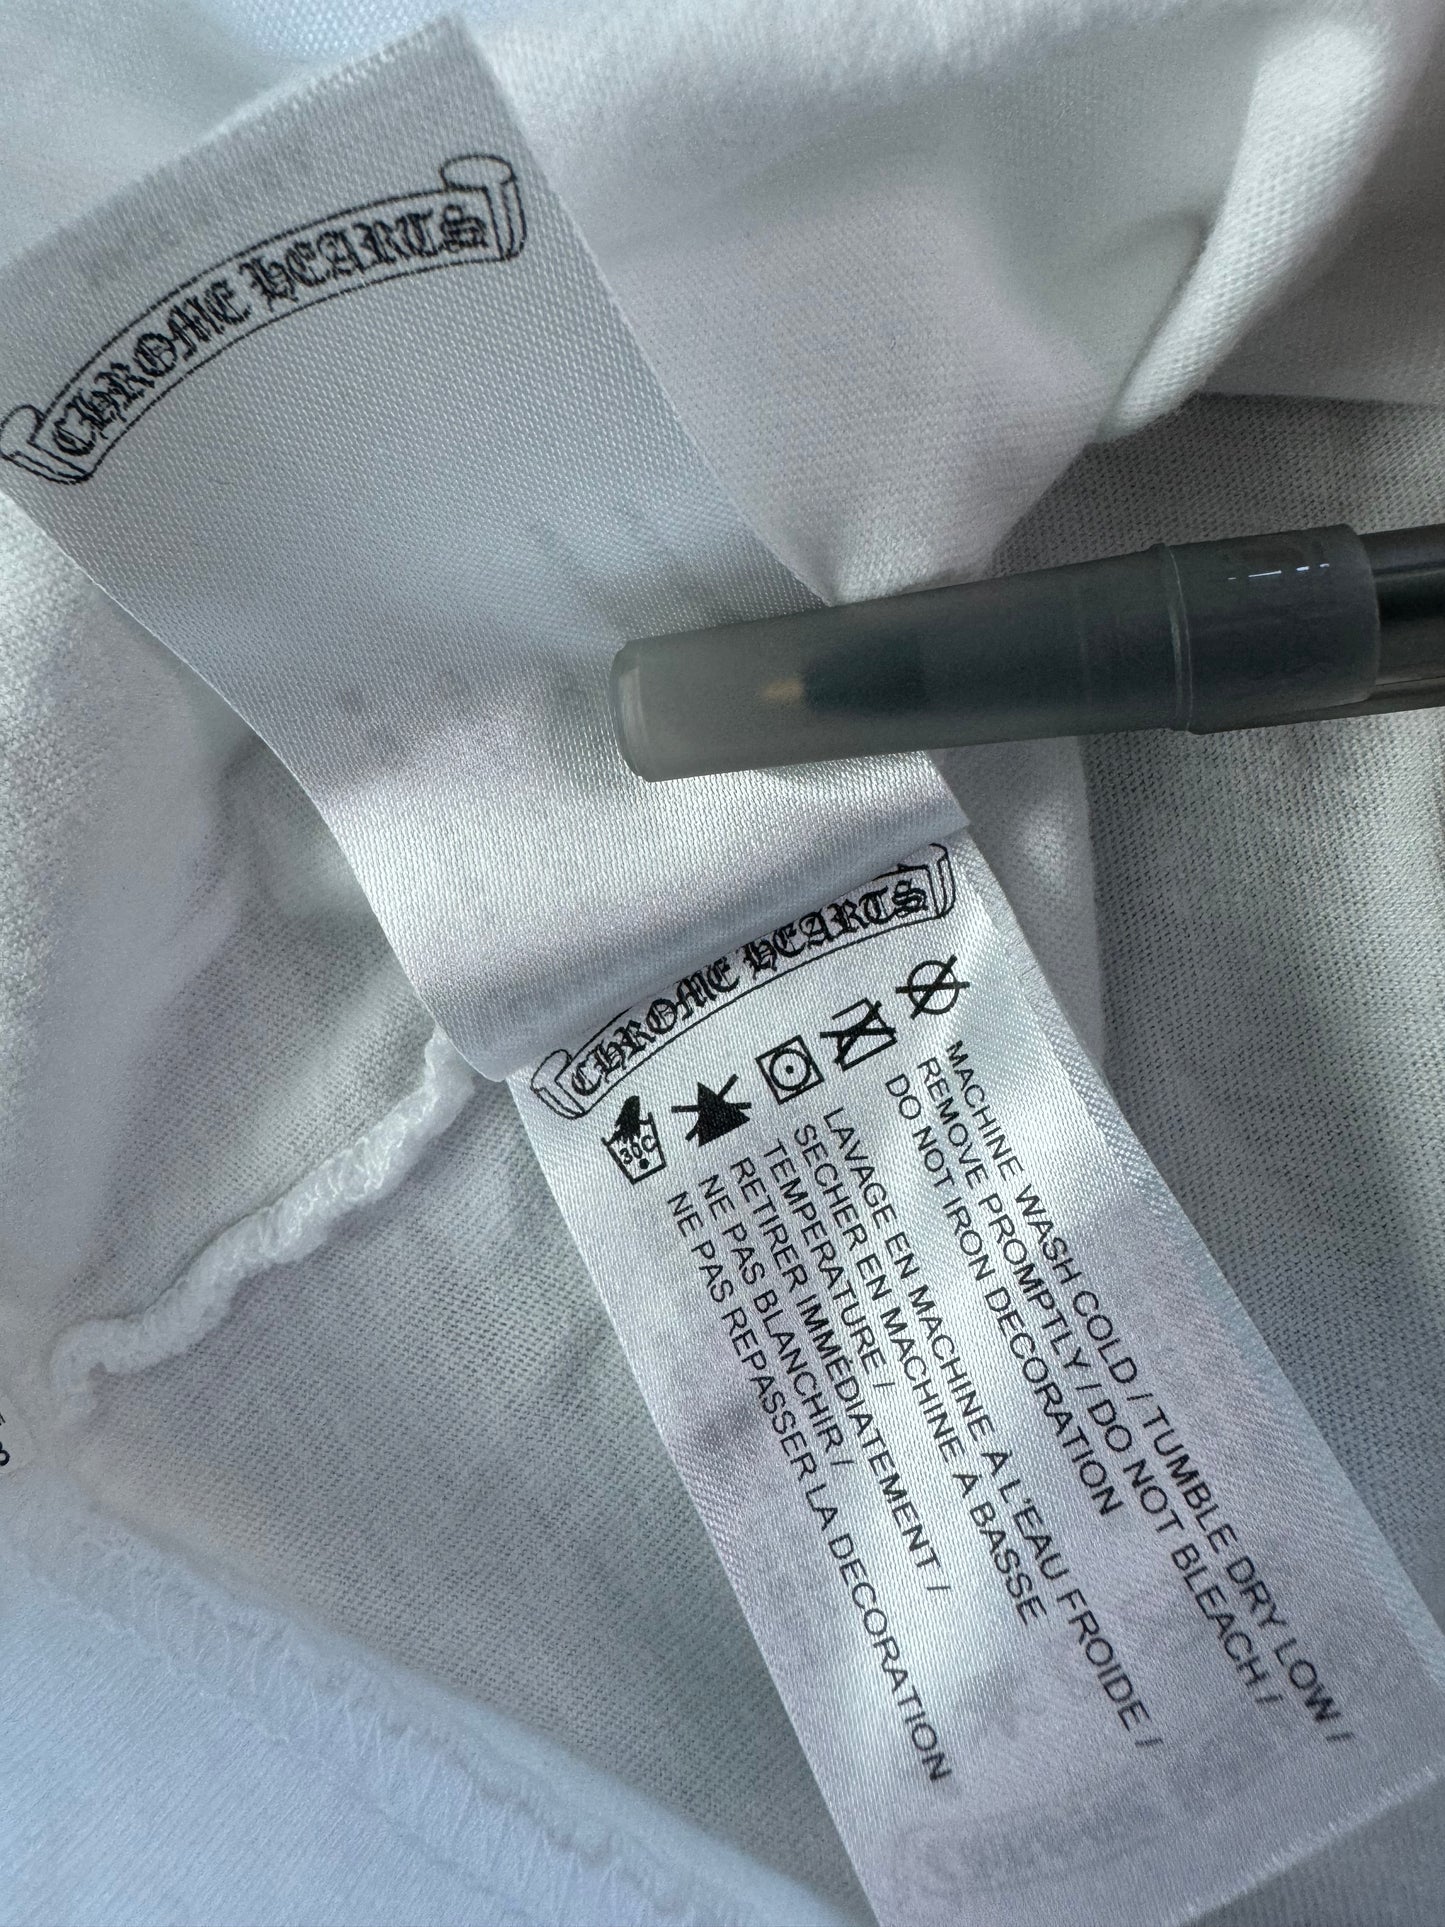 CHROME HEARTS
CHROME HEARTS
30C
MACHINE WASH COLD / TUMBLE DRY LOW /
REMOVE PROMPTLY / DO NOT BLEACH /
DO NOT IRON DECORATION
LAVAGE EN MACHINE À L'EAU FROIDE /
SECHER EN MACHINE À BASSE
TEMPERATURE /
RETIRER IMMÉDIATEMENT /
NE PAS BLANCHIR /
NE PAS REPASSER LA DECORATION